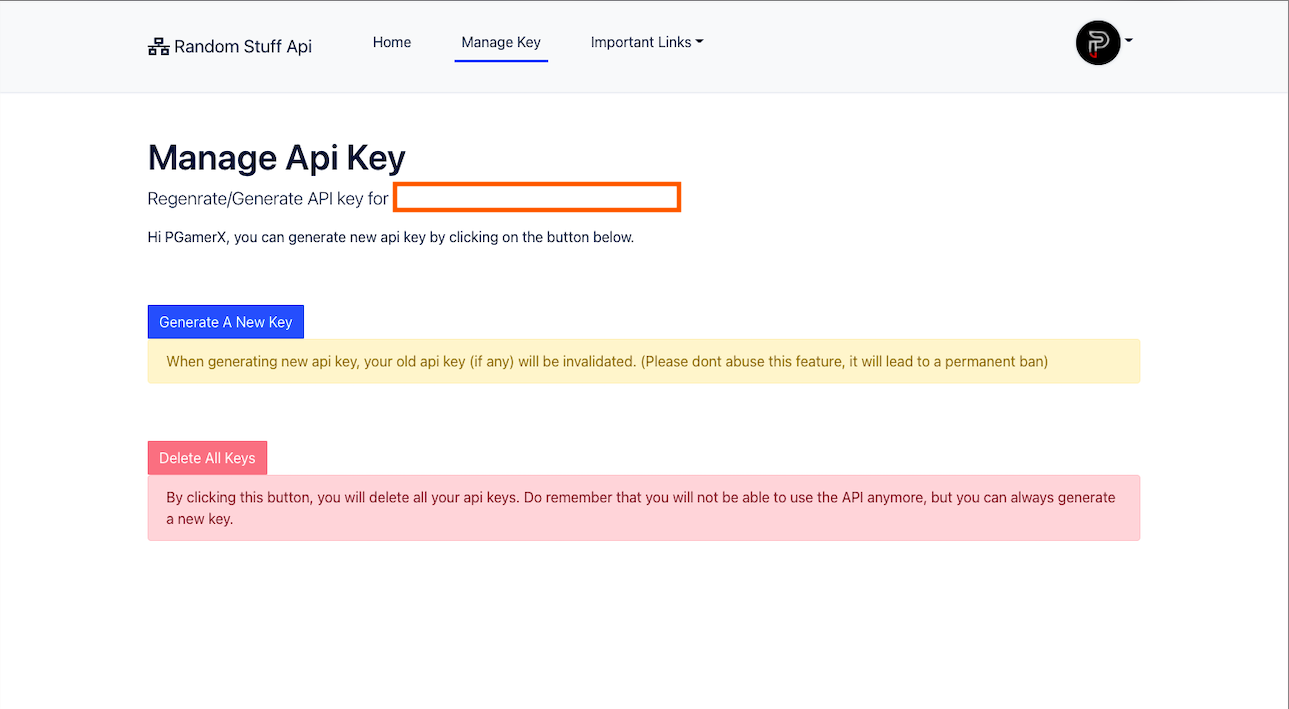 Random Stuff Api
Home
Manage Key
Important Links
Manage Api Key
Regenrate/Generate API key for
Hi PGamerX, you can generate new api key by clicking on the button below.
Generate A New Key
When generating new api key, your old api key (if any) will be invalidated. (Please dont abuse this feature, it will lead to a permanent ban)
Delete All Keys
By clicking this button, you will delete all your api keys. Do remember that you will not be able to use the API anymore, but you can always generate
a new key.